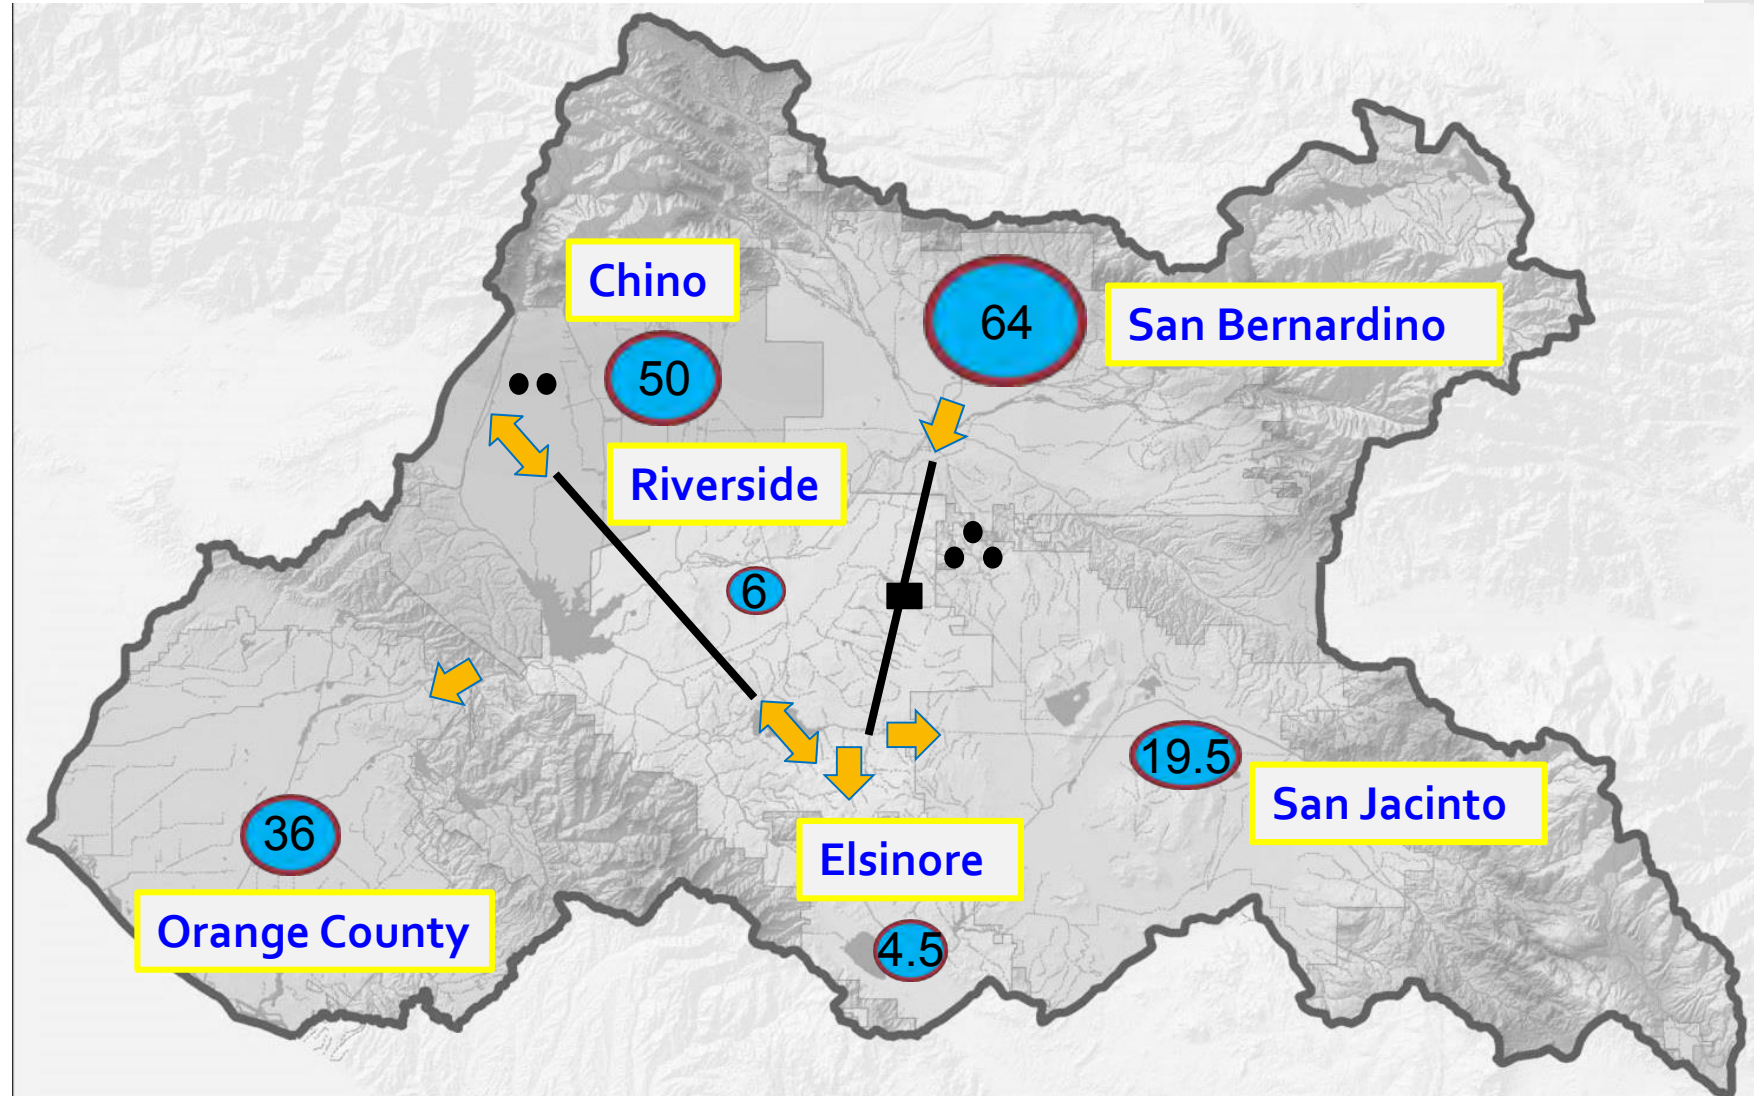 Chino
64
San Bernardino
50
Riverside
6
19.5
San Jacinto
36
Elsinore
Orange County
4.5